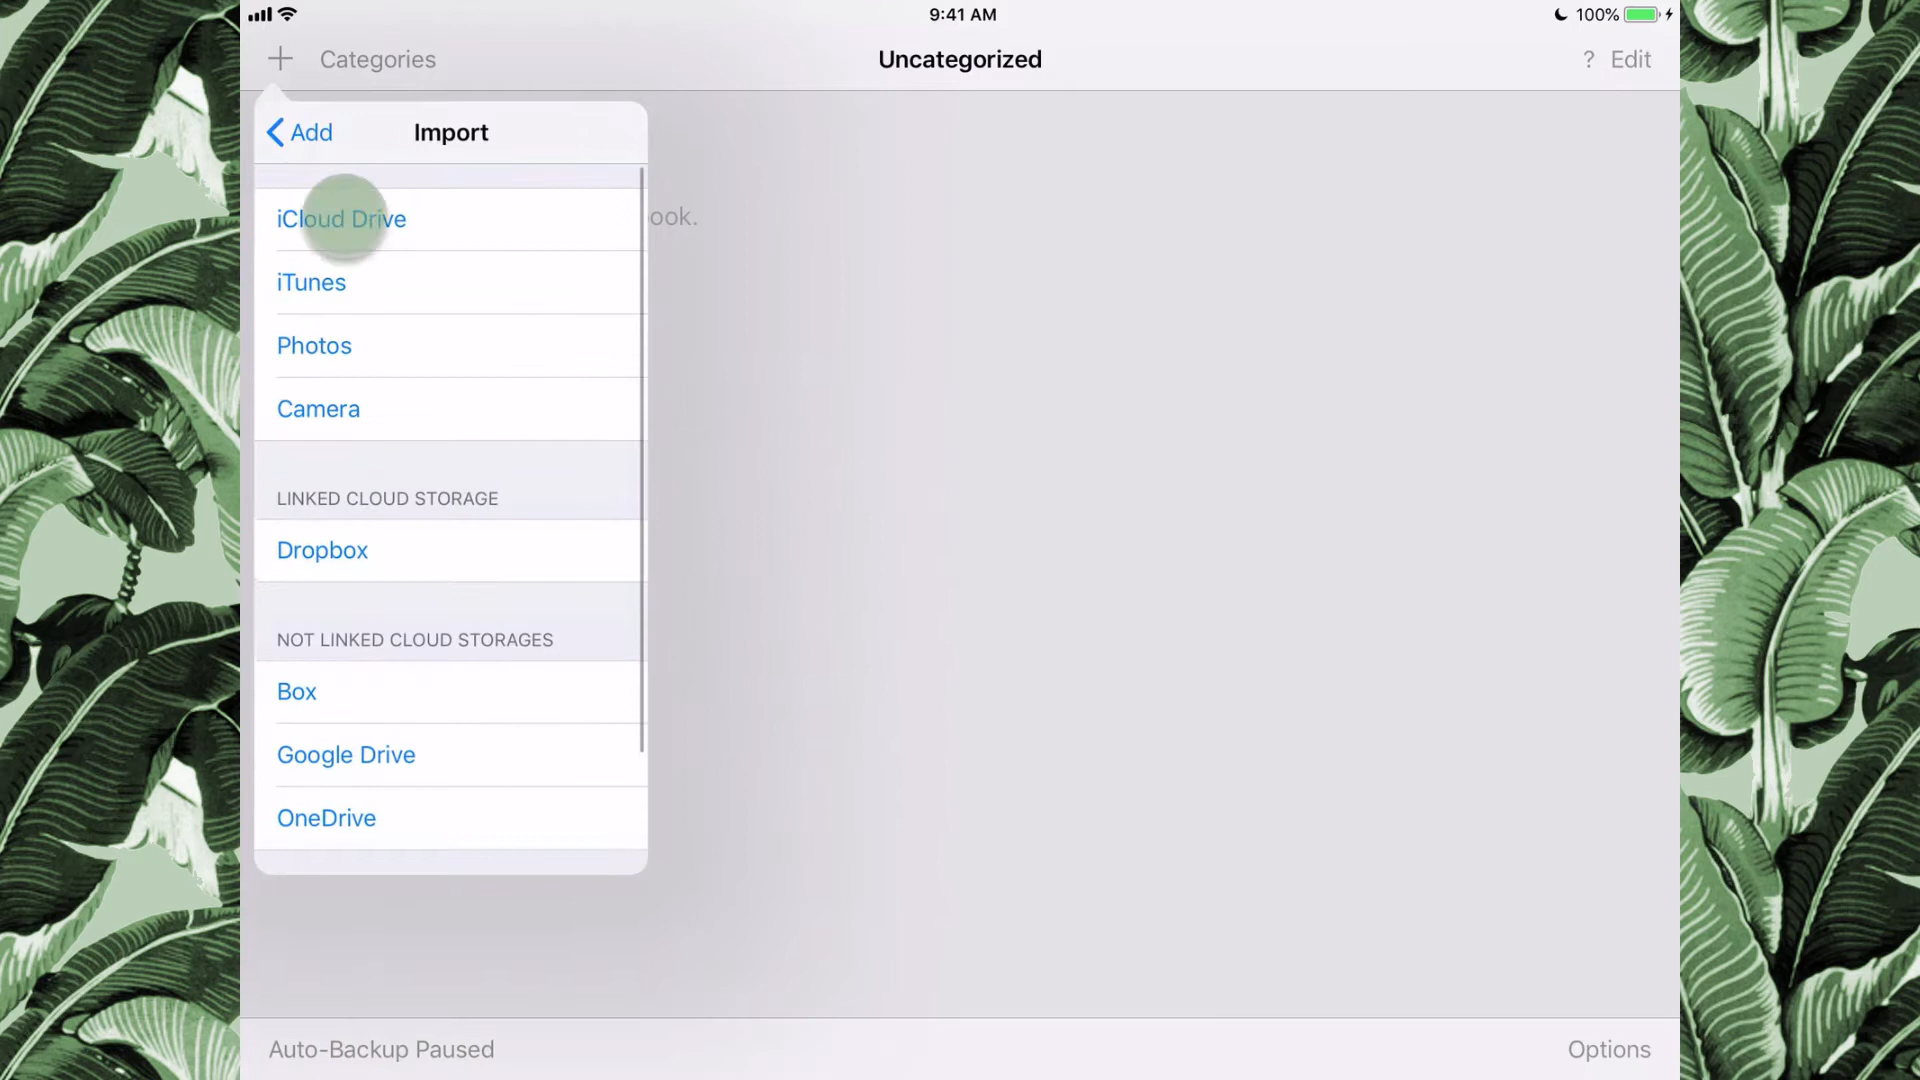 9:41 AM
100%
Categories
Uncategorized
? Edit
Add
Import
iCloud Drive
ook.
iTunes
Photos
Camera
LINKED CLOUD STORAGE
Dropbox
NOT LINKED CLOUD STORAGES
Box
Google Drive
OneDrive
Auto-Backup Paused
Options